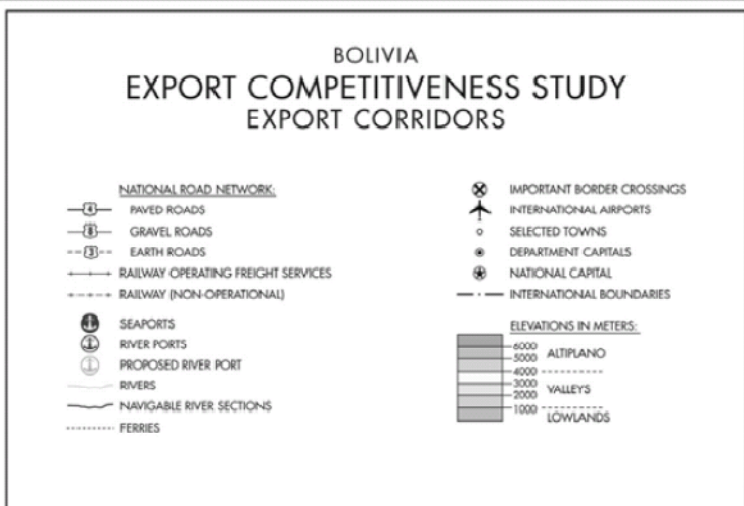 BOLIVIA
EXPORT COMPETITIVENESS STUDY
EXPORT CORRIDORS
NATIONAL ROAD NETWORK:
4 PAVED ROADS
8 GRAVEL ROADS
3 EARTH ROADS
RAILWAY OPERATING FREIGHT SERVICES
RAILWAY (NON-OPERATIONAL)
SEAPORTS
RIVER PORTS
PROPOSED RIVER PORT
RIVERS
NAVIGABLE RIVER SECTIONS
FERRIES
IMPORTANT BORDER CROSSINGS
INTERNATIONAL AIRPORTS
SELECTED TOWNS
DEPARTMENT CAPITALS
NATIONAL CAPITAL
INTERNATIONAL BOUNDARIES
ELEVATIONS IN METERS:
6000
5000 ALTIPLANO
4000
3000
2000 VALLEYS
1000
LOWLANDS